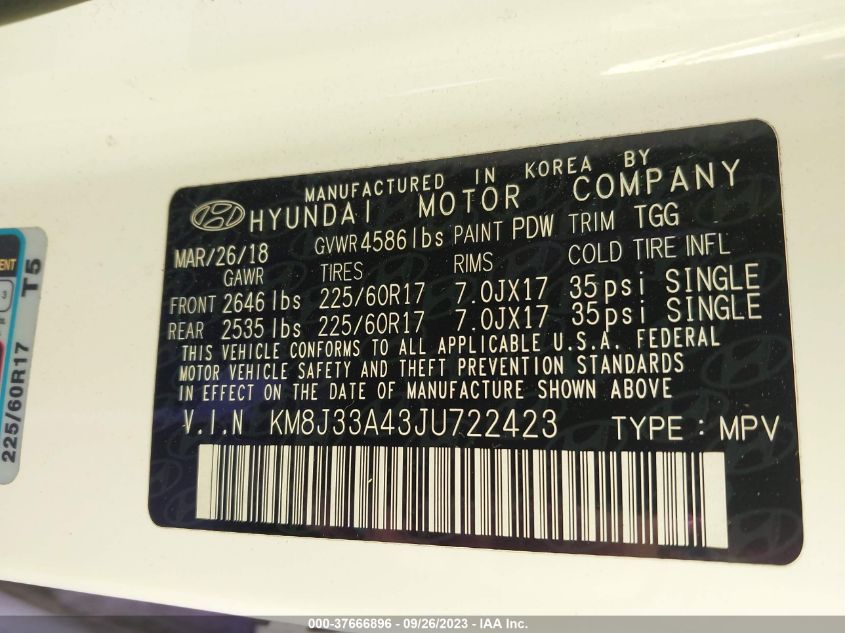 MANUFACTURED IN KOREA BY
HYUNDAI MOTOR COMPANY
MAR/26/18 GVWR 4586 lbs PAINT PDW TRIM TGG
GAWR TIRES RIMS COLD TIRE INFL
FRONT 2646 lbs 225/60R17 7.0JX17 35psi SINGLE
REAR 2535 lbs 225/60R17 7.0JX17 35psi SINGLE
THIS VEHICLE CONFORMS TO ALL APPLICABLE U.S.A. FEDERAL
MOTOR VEHICLE SAFETY AND THEFT PREVENTION STANDARDS
IN EFFECT ON THE DATE OF MANUFACTURE SHOWN ABOVE
V.I.N KM8J33A43JU722423 TYPE : MPV
225/60R17 T5
3
000-37666896 - 09/26/2023 - IAA Inc.